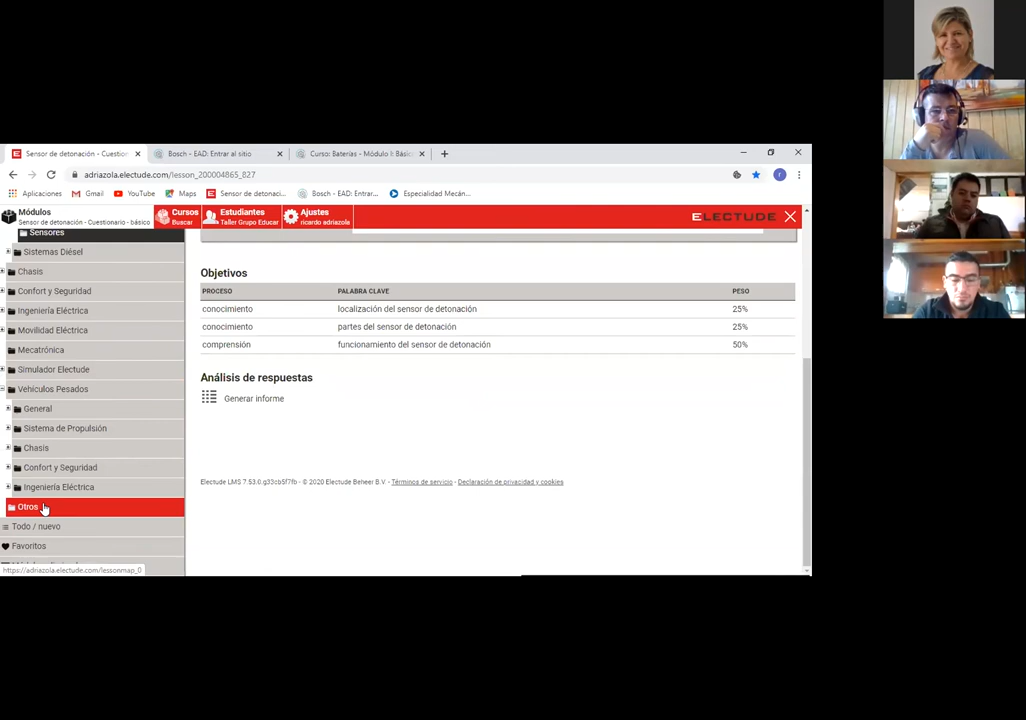 Sensor de detonación - Cuestion
Bosch - EAD: Entrar al sitio
Curso: Baterías - Módulo I: Básic
adriazola.electude.com/lesson_200004865_827
Aplicaciones
Gmail
YouTube
Maps
Sensor de detonaci...
Bosch - EAD: Entrar...
Especialidad Mecán...
Módulos
Sensor de detonación - Cuestionario - básico
Cursos
Buscar
Estudiantes
Taller Grupo Educar
Ajustes
ricardo adriazola
ELECTUDE
Sensores
Sistemas Diésel
Chasis
Confort y Seguridad
Ingeniería Eléctrica
Movilidad Eléctrica
Mecatrónica
Simulador Electude
Vehículos Pesados
General
Sistema de Propulsión
Chasis
Confort y Seguridad
Ingeniería Eléctrica
Otros
Todo / nuevo
Favoritos
https://adriazola.electude.com/lessonmap_0
Objetivos
PROCESO PALABRA CLAVE PESO
conocimiento localización del sensor de detonación 25%
conocimiento partes del sensor de detonación 25%
comprensión funcionamiento del sensor de detonación 50%
Análisis de respuestas
Generar informe
Electude LMS 7.53.0.g33cb5f7fb - © 2020 Electude Beheer B.V. - Términos de servicio - Declaración de privacidad y cookies